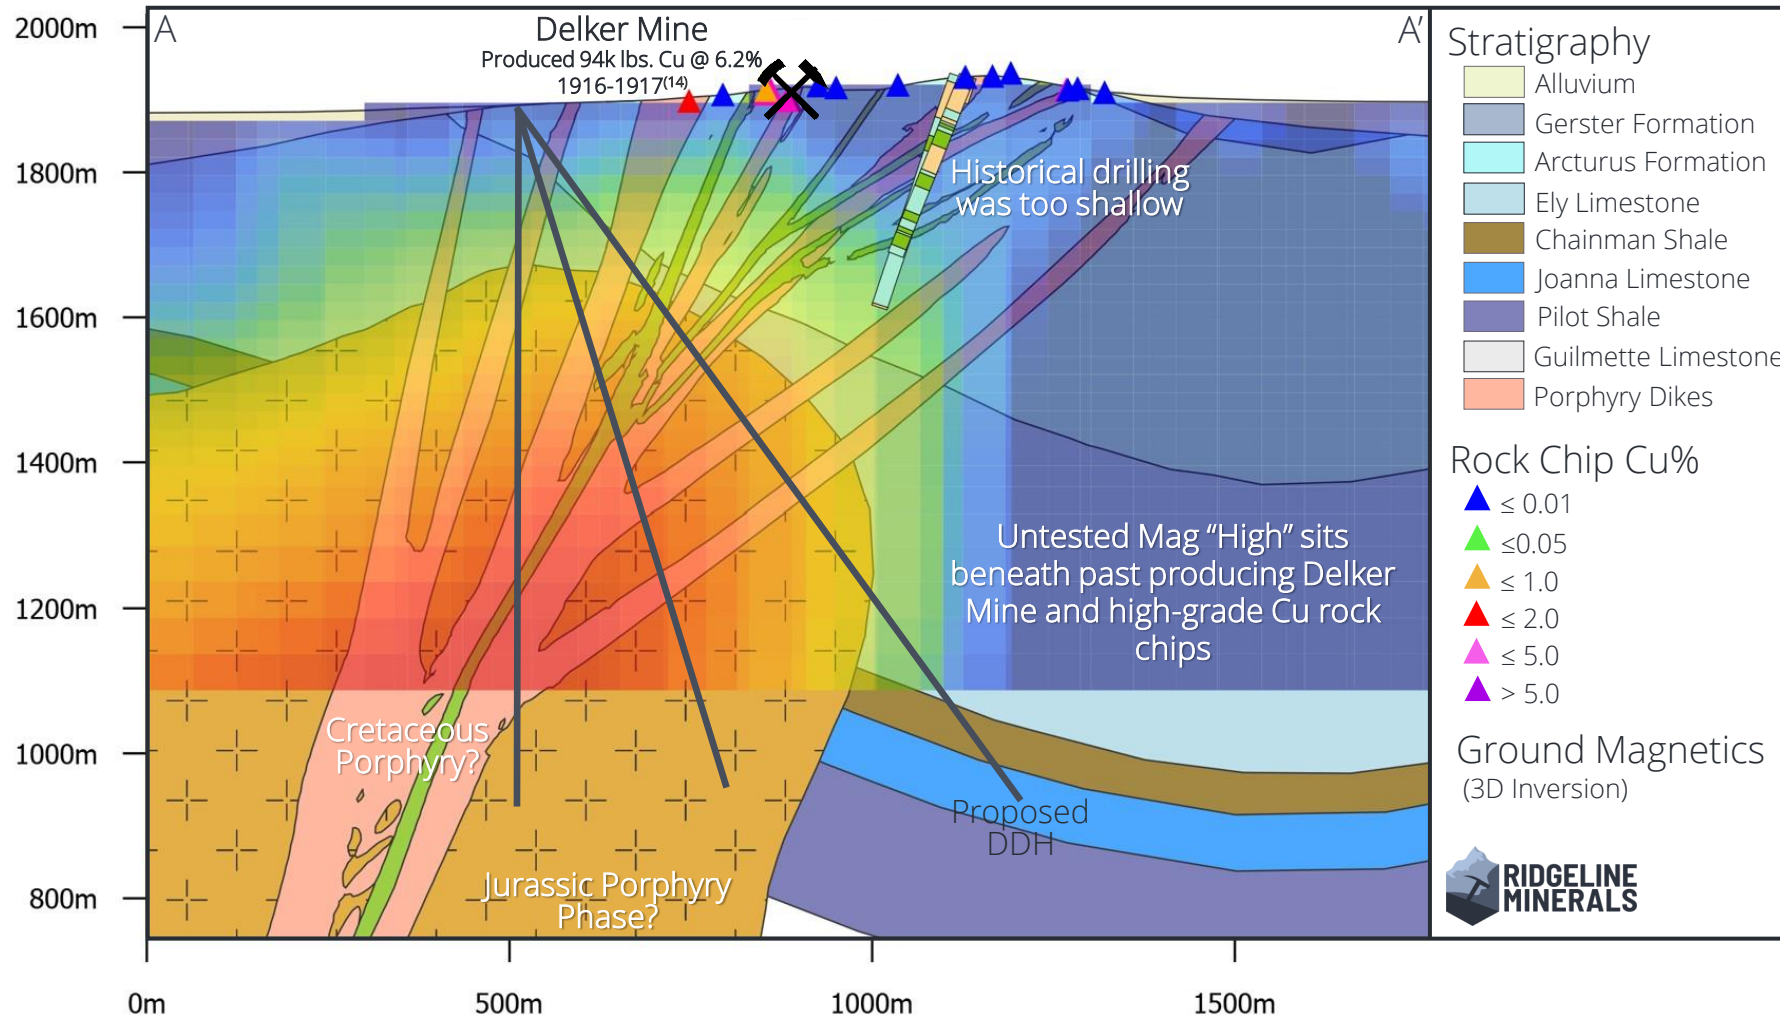 A
A'
Delker Mine
Produced 94k lbs. Cu @ 6.2%
1916-1917(14)
2000m
1800m
1600m
1400m
1200m
1000m
800m
0m
500m
1000m
1500m
Historical drilling
was too shallow
Untested Mag “High” sits
beneath past producing Delker
Mine and high-grade Cu rock
chips
Cretaceous
Porphyry?
Jurassic Porphyry
Phase?
Proposed
DDH
Stratigraphy
Alluvium
Gerster Formation
Arcturus Formation
Ely Limestone
Chainman Shale
Joanna Limestone
Pilot Shale
Guilmette Limestone
Porphyry Dikes
Rock Chip Cu%
≤ 0.01
≤0.05
≤ 1.0
≤ 2.0
≤ 5.0
> 5.0
Ground Magnetics
(3D Inversion)
RIDGELINE
MINERALS